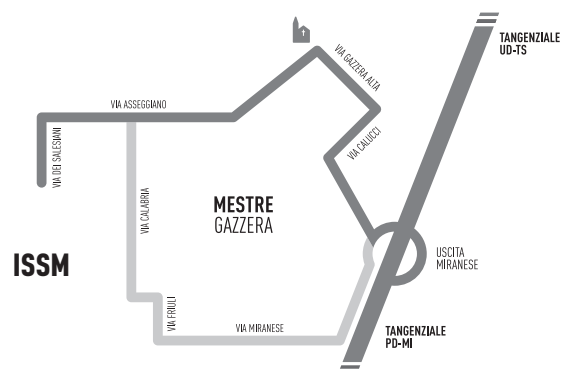 TANGENZIALE
UD-TS
VIA GAZZERA ALTA
VIA ASSEGGIANO
VIA DEI SALESIANI
VIA CALUCCI
VIA CALABRIA
MESTRE
GAZZERA
ISSM
USCITA
MIRANESE
VIA FRIULI
VIA MIRANESE
TANGENZIALE
PD-MI